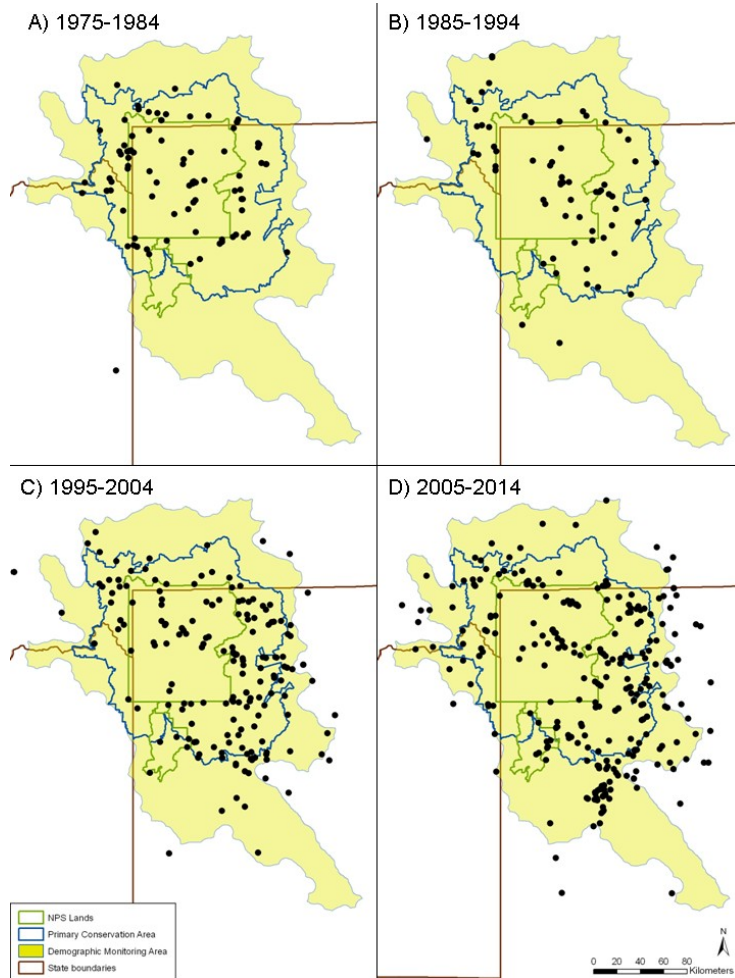 A) 1975-1984
B) 1985-1994
C) 1995-2004
D) 2005-2014
NPS Lands
Primary Conservation Area
Demographic Monitoring Area
State boundaries
N
0 20 40 60 80
Kilometers